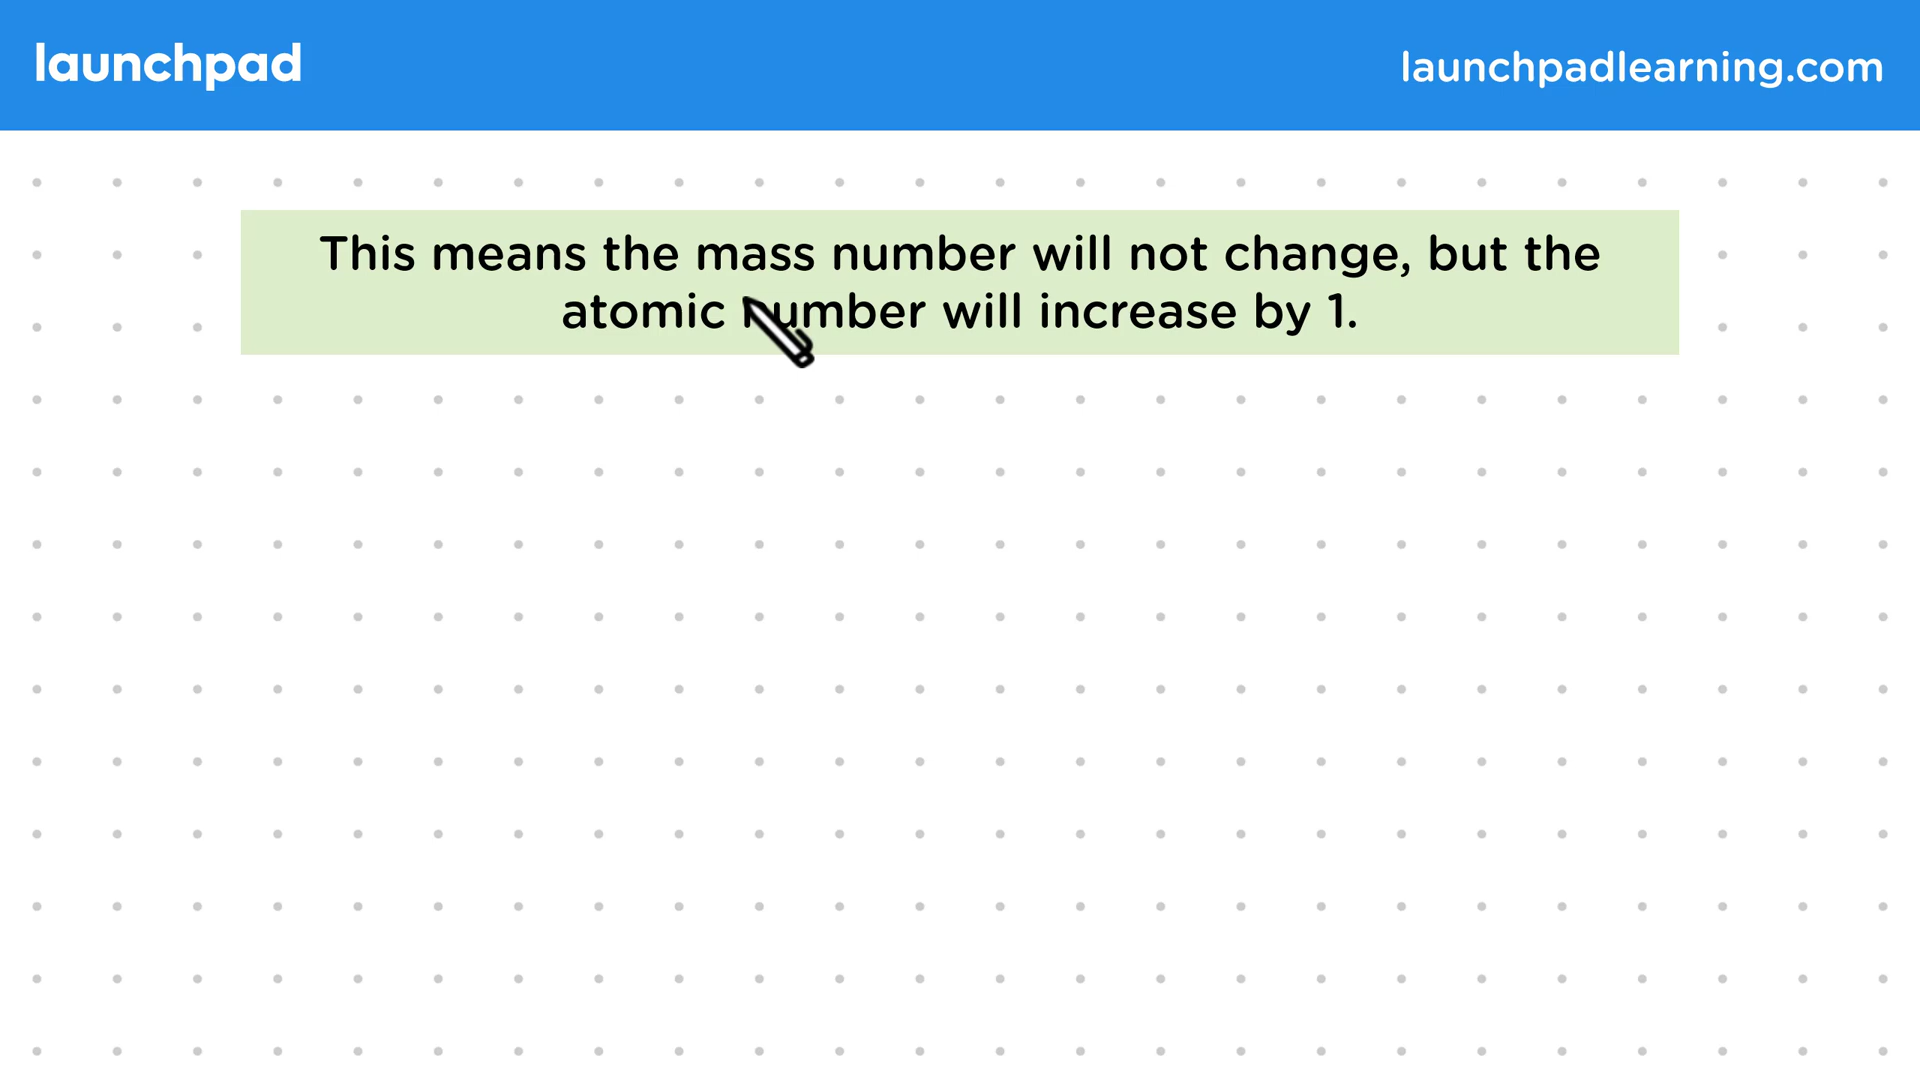 launchpad
launchpadlearning.com
This means the mass number will not change, but the
atomic number will increase by 1.